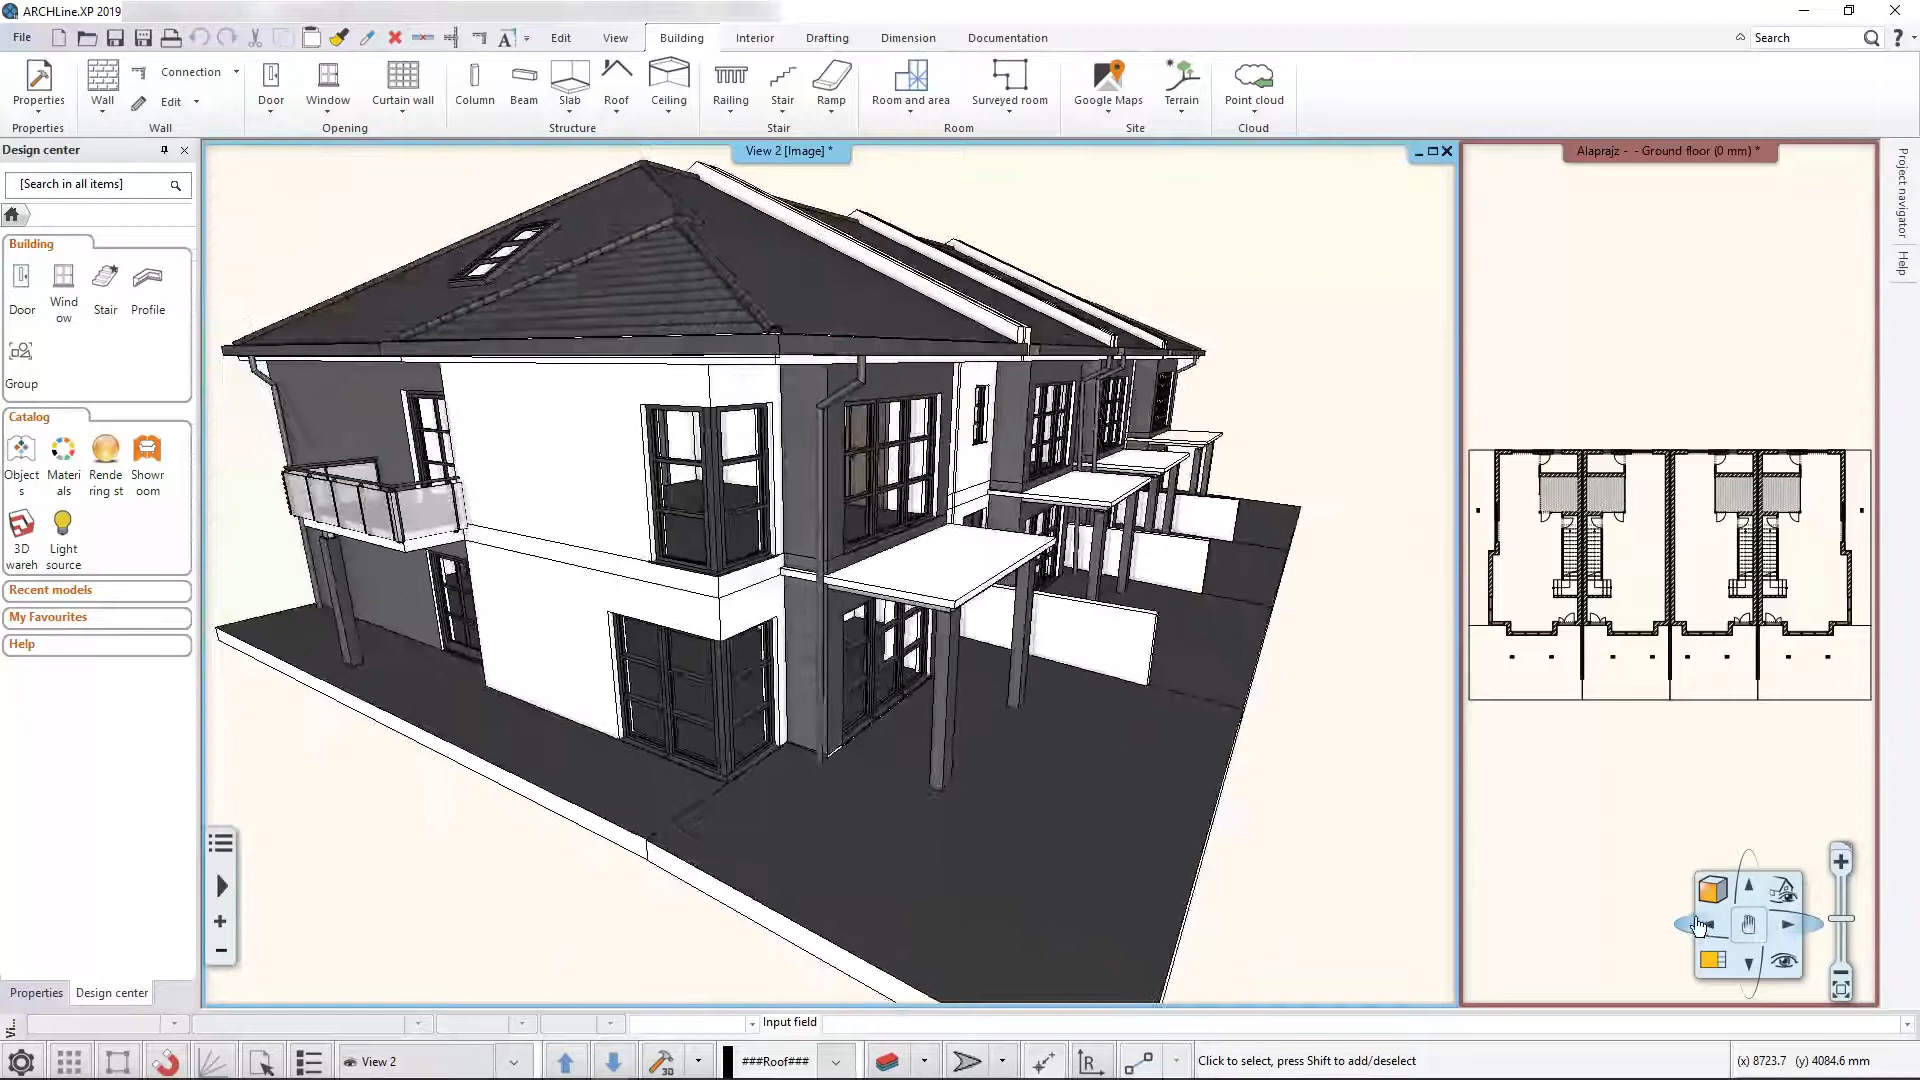 ARCHLine.XP 2019
File
Edit
View
Building
Interior
Drafting
Dimension
Documentation
Search
?
Properties
Wall
Connection
Edit
Door
Window
Curtain wall
Column
Beam
Slab
Roof
Ceiling
Railing
Stair
Ramp
Room and area
Surveyed room
Google Maps
Terrain
Point cloud
Properties
Wall
Opening
Structure
Stair
Room
Site
Cloud
Design center
View 2 [Image] *
Alaprajz - - Ground floor (0 mm) *
Project navigator
Help
[Search in all items]
Building
Door
Wind
ow
Stair
Profile
Group
Catalog
Object
s
Materi
als
Rende
ring st
Showr
oom
3D
wareh
Light
source
Recent models
My Favourites
Help
Properties
Design center
Vi...
Input field
View 2
3D
###Roof###
R
Click to select, press Shift to add/deselect
(x) 8723.7 (y) 4084.6 mm